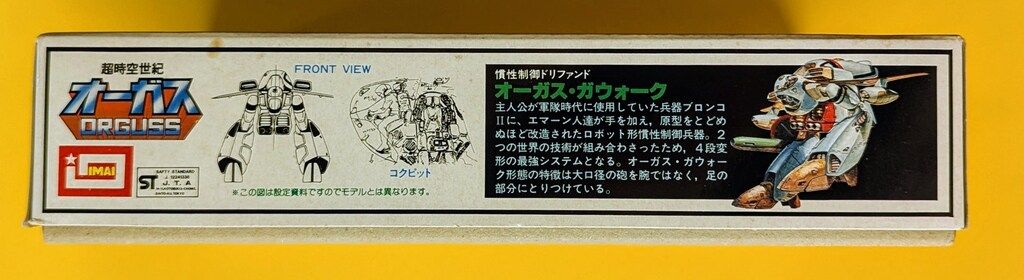 超時空世紀
オーガス
ORGUSS
IMAI
ST
SAFTY STANDARD
J.T.A
FRONT VIEW
コクピット
※この図は設定資料ですのでモデルとは異なります。
慣性制御ドリファンド
オーガス・ガウォーク
主人公が軍隊時代に使用していた兵器ブロンコ
IIに、エマーン人達が手を加え，原型をとどめ
ぬほど改造されたロボット形慣性制御兵器。２
つの世界の技術が組み合わさったため，４段変
形の最強システムとなる。オーガス・ガウォー
ク形態の特徴は大口径の砲を腕ではなく，足の
部分にとりつけている。